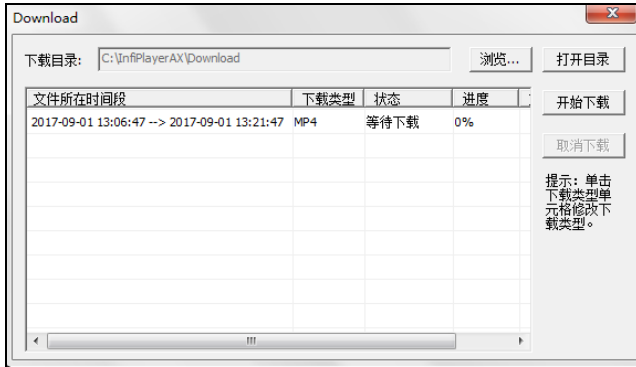 Download
下载目录: C:\InfiPlayerAX\Download 浏览... 打开目录
文件所在时间段 下载类型 状态 进度 开始下载
2017-09-01 13:06:47 --> 2017-09-01 13:21:47 MP4 等待下载 0%
取消下载
提示：单击
下载类型单
元格修改下
载类型。